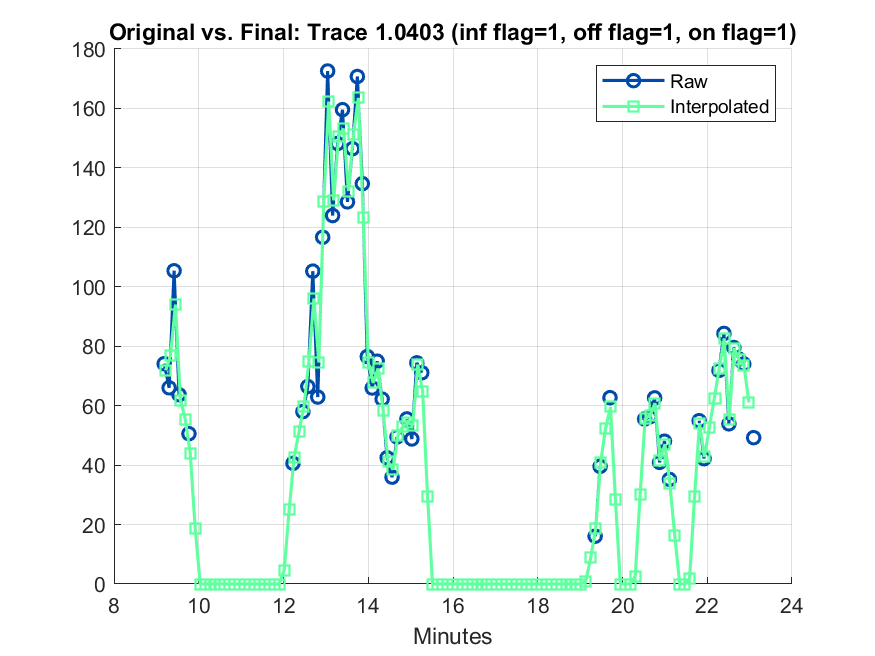 Original vs. Final: Trace 1.0403 (inf flag=1, off flag=1, on flag=1)
180
160
140
120
100
80
60
40
20
0
Raw
Interpolated
8 10 12 14 16 18 20 22 24
Minutes